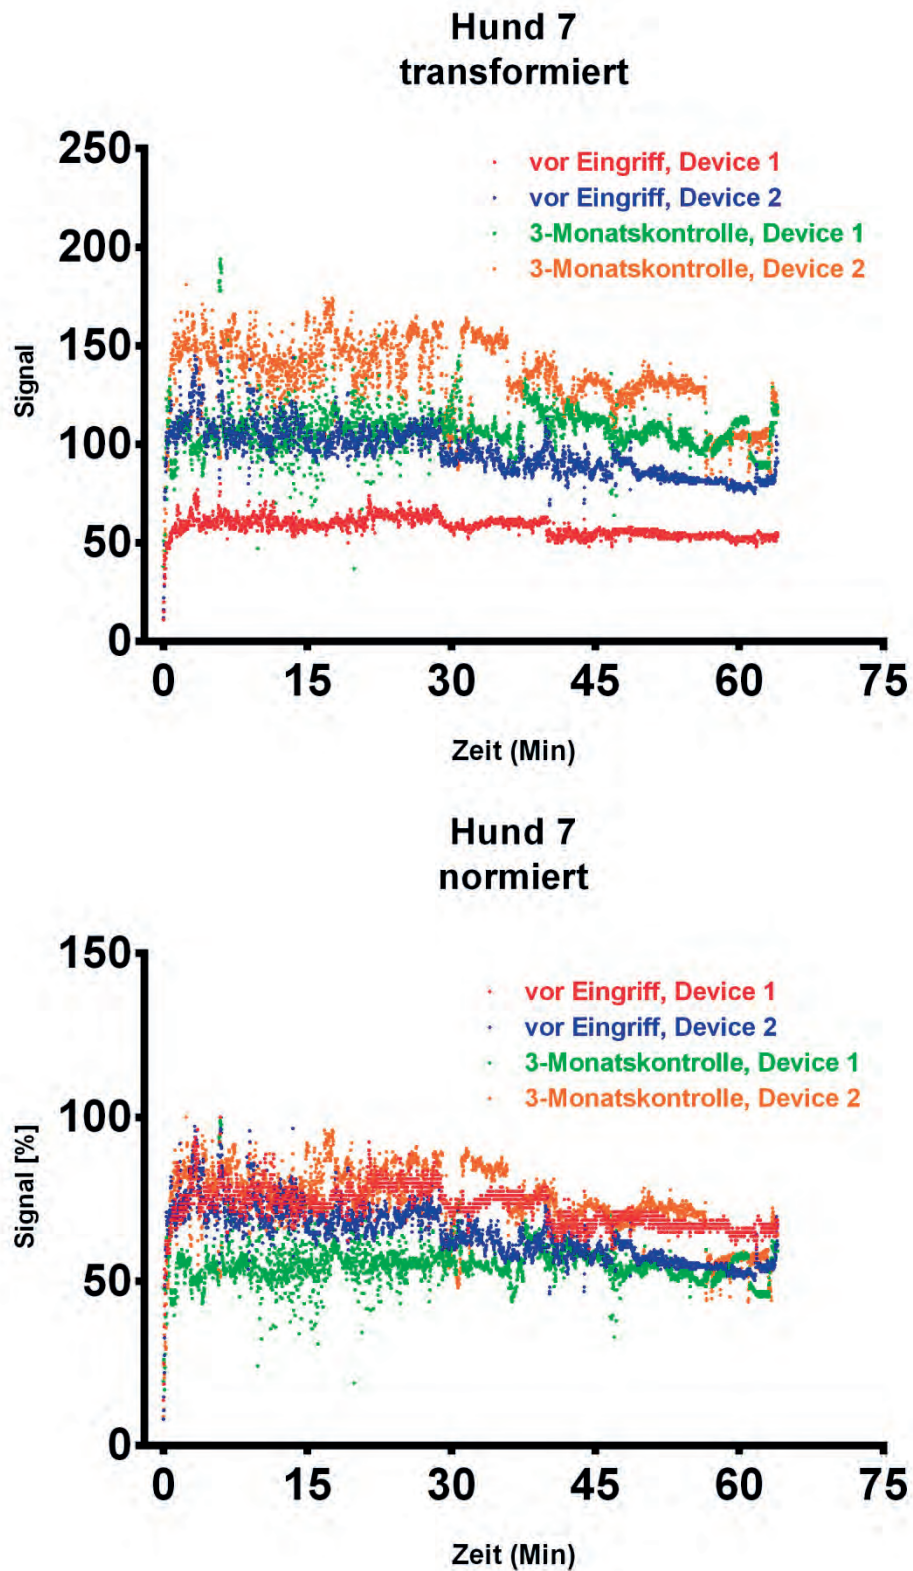 Hund 7
transformiert
250
200
150
100
50
0
Signal
vor Eingriff, Device 1
vor Eingriff, Device 2
3-Monatskontrolle, Device 1
3-Monatskontrolle, Device 2
0 15 30 45 60 75
Zeit (Min)
Hund 7
normiert
150
100
50
0
Signal [%]
vor Eingriff, Device 1
vor Eingriff, Device 2
3-Monatskontrolle, Device 1
3-Monatskontrolle, Device 2
0 15 30 45 60 75
Zeit (Min)